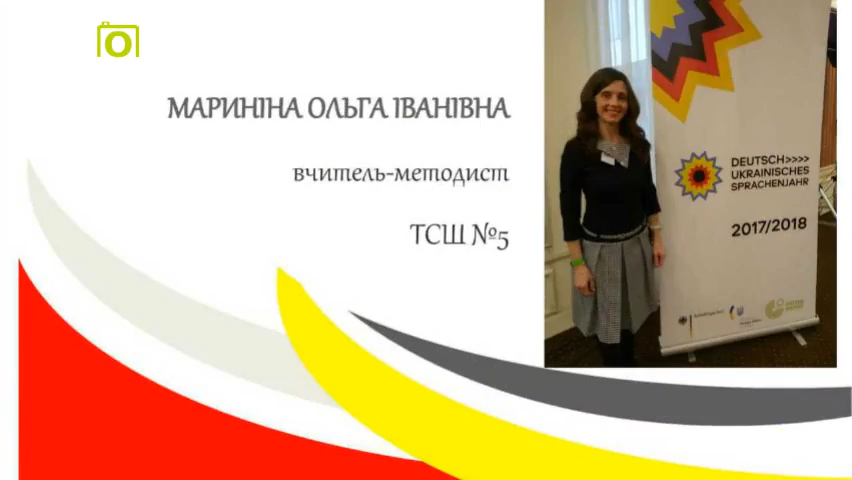 МАРИНІНА ОЛЬГА ІВАНІВНА
вчитель-методист
ТСШ №5
DEUTSCH>>>>
UKRAINISCHES
SPRACHENJAHR
2017/2018